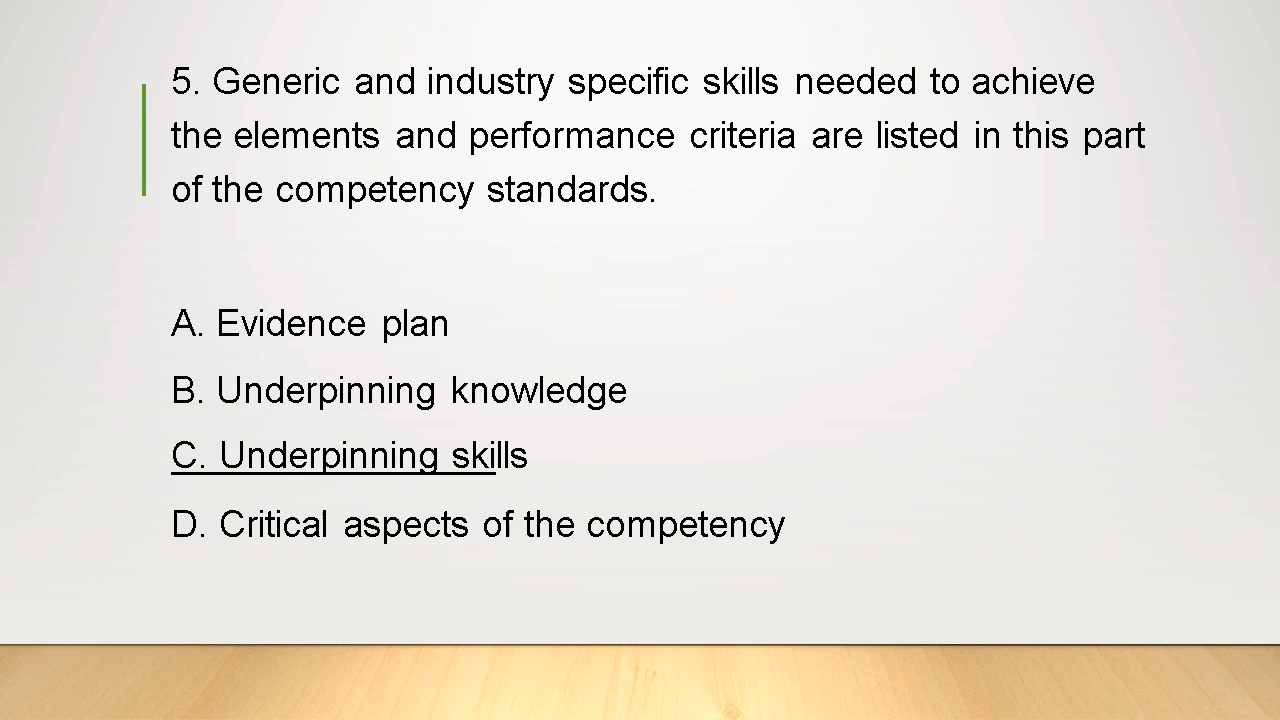 5. Generic and industry specific skills needed to achieve
the elements and performance criteria are listed in this part
of the competency standards.
A. Evidence plan
B. Underpinning knowledge
C. Underpinning skills
D. Critical aspects of the competency